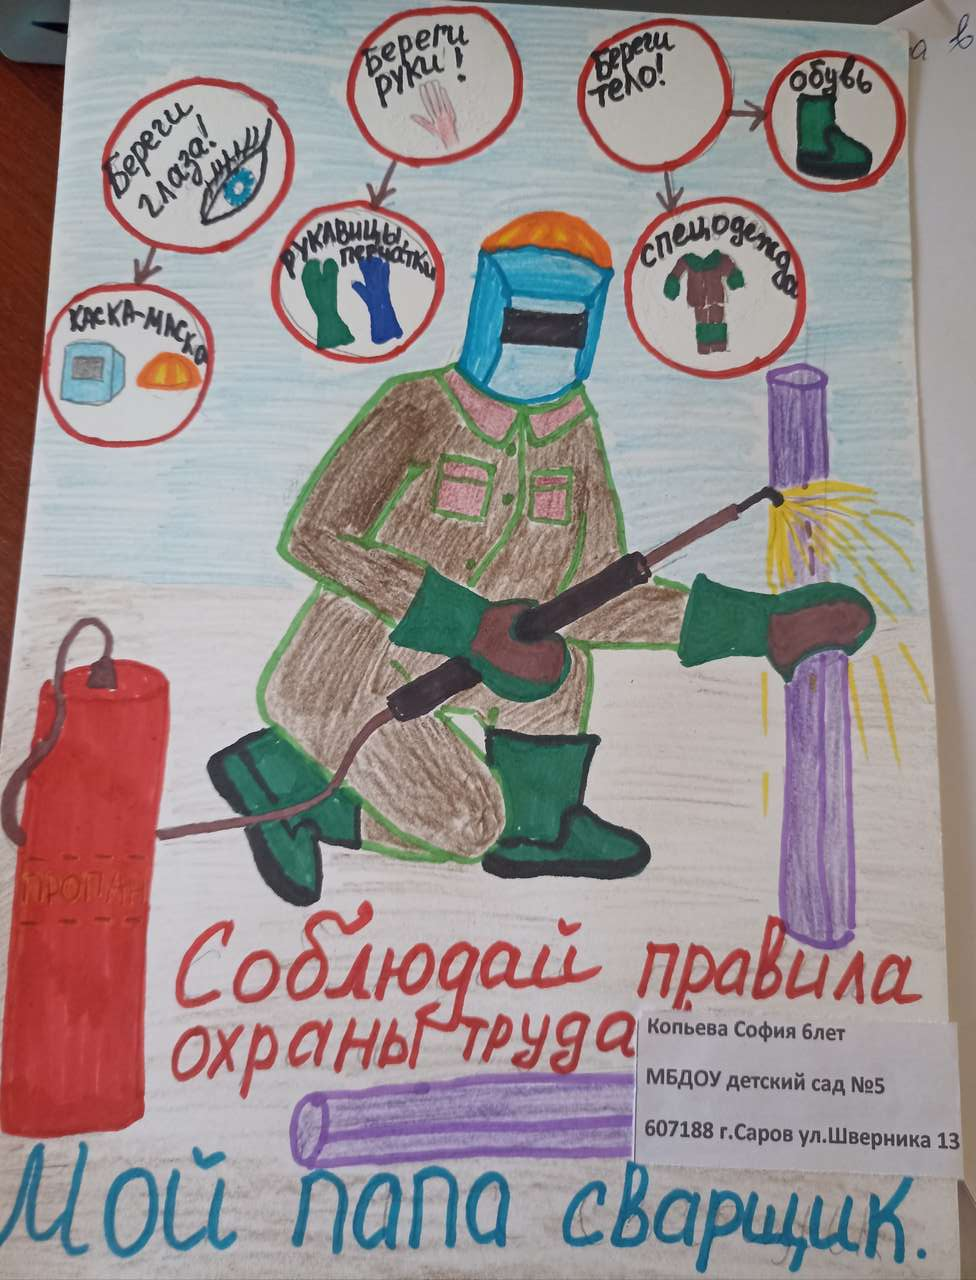 Береги
глаза!
Береги
руки!
Береги
тело!
обувь
КАСКА-МАСКА
РУКАВИЦЫ,
ПЕРЧАТКИ
СПЕЦОДЕЖДА
ПРОПАН
Соблюдай правила
охраны труда
Копьева София 6лет
МБДОУ детский сад №5
607188 г.Саров ул.Шверника 13
Мой папа сварщик.